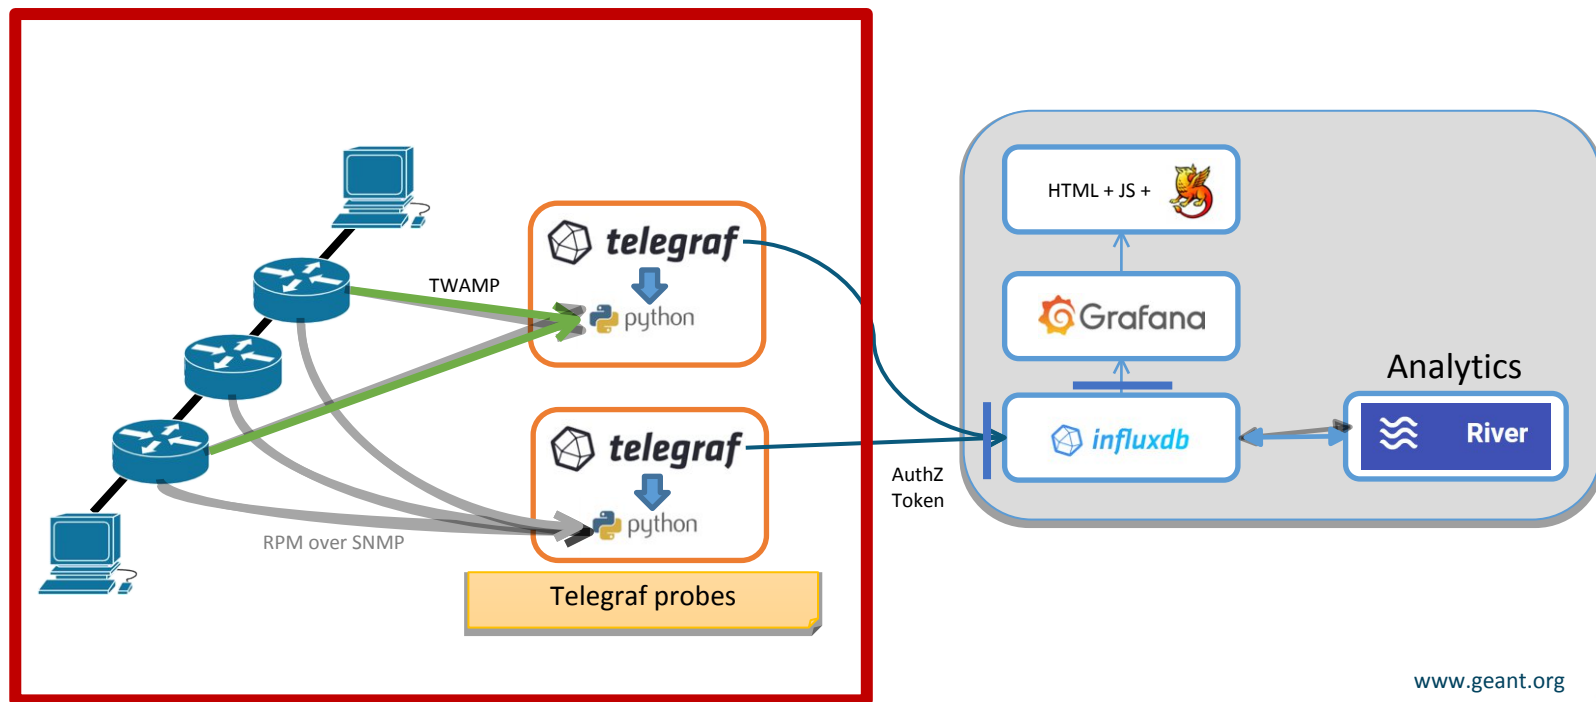 HTML + JS +
telegraf
TWAMP
python
Grafana
Analytics
telegraf
influxdb
River
AuthZ
Token
python
RPM over SNMP
Telegraf probes
www.geant.org